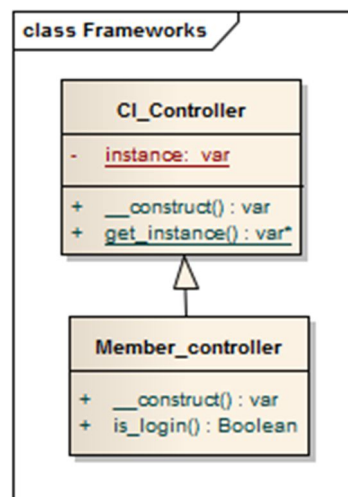 class Frameworks
CI_Controller
- instance: var
+ __construct() : var
+ get_instance() : var*
Member_controller
+ __construct() : var
+ is_login() : Boolean